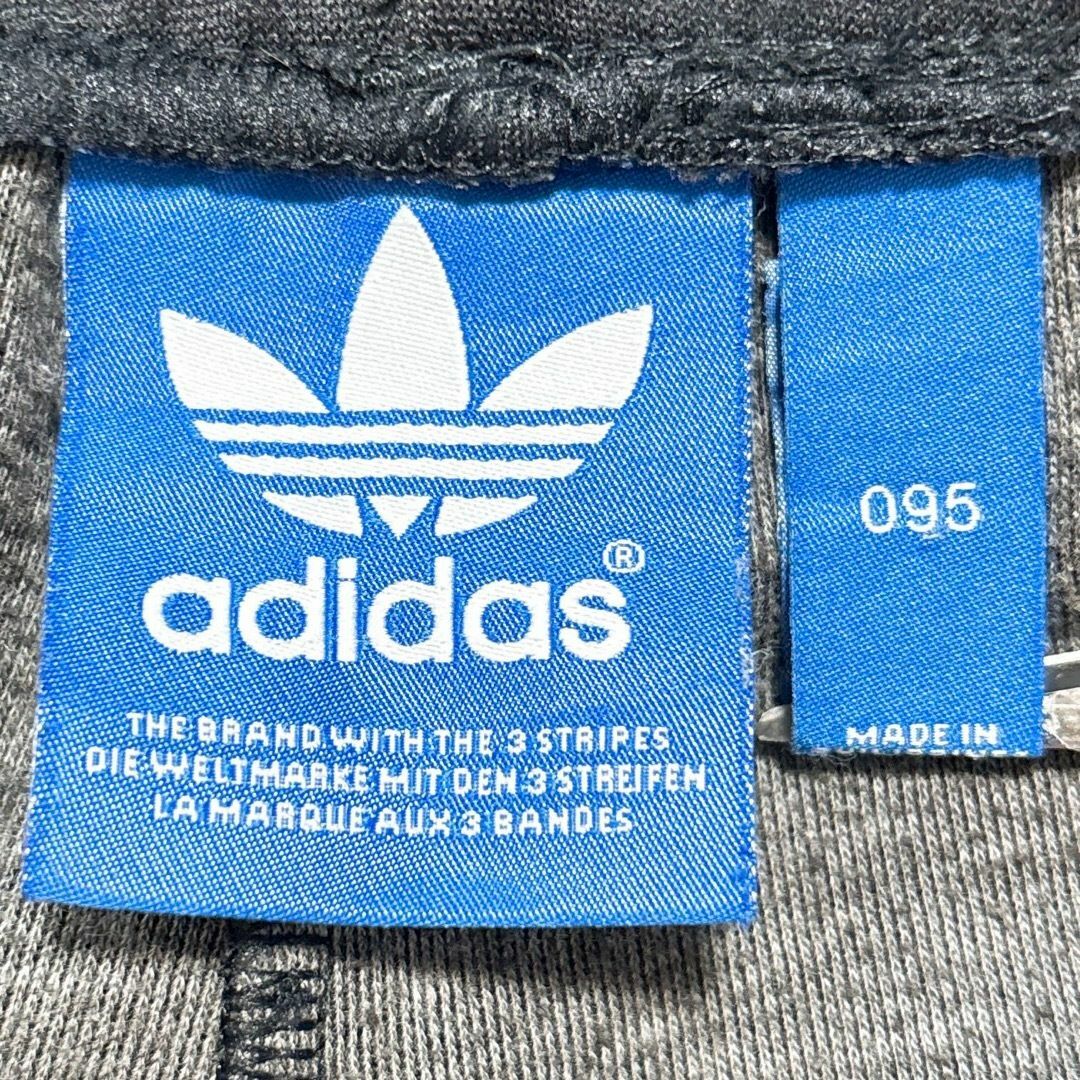 adidas®
THE BRAND WITH THE 3 STRIPES
DIE WELTMARKE MIT DEN 3 STREIFEN
LA MARQUE AUX 3 BANDES
095
MADE IN